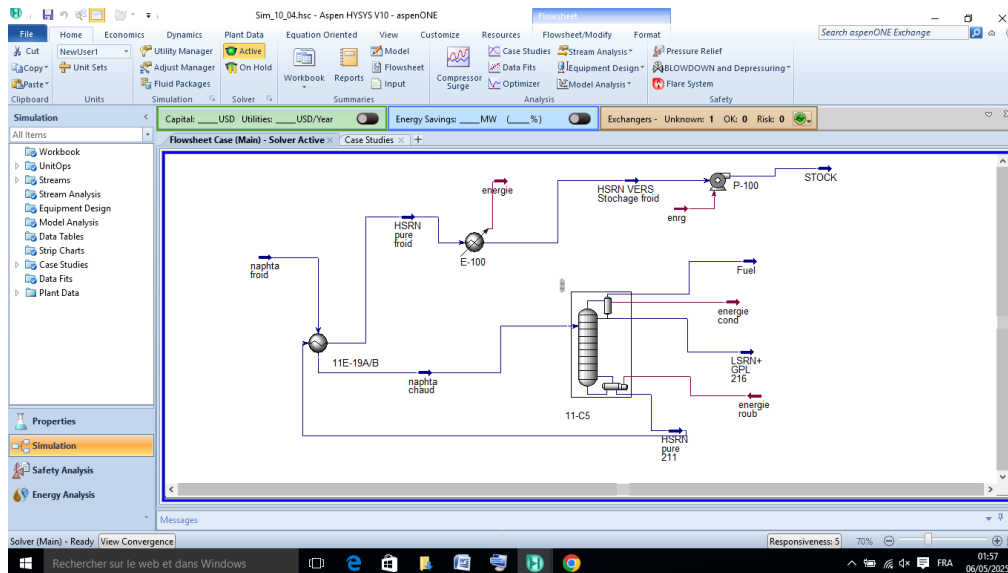 Sim_10_04.hsc - Aspen HYSYS V10 - aspenONE
Flowsheet
File Home Economics Dynamics Plant Data Equation Oriented View Customize Resources Flowsheet/Modify Format
Search aspenONE Exchange
Cut
Copy
Paste
Clipboard
NewUser1
Unit Sets
Units
Utility Manager
Adjust Manager
Fluid Packages
Simulation
Active
On Hold
Solver
Workbook
Reports
Model
Flowsheet
Input
Summaries
Compressor Surge
Case Studies
Data Fits
Optimizer
Stream Analysis
Equipment Design
Model Analysis
Analysis
Pressure Relief
BLOWDOWN and Depressuring
Flare System
Safety
Simulation
All Items
Workbook
UnitOps
Streams
Stream Analysis
Equipment Design
Model Analysis
Data Tables
Strip Charts
Case Studies
Data Fits
Plant Data
Properties
Simulation
Safety Analysis
Energy Analysis
Capital: ____USD Utilities: ____USD/Year
Energy Savings: ____MW (____%)
Exchangers - Unknown: 1 OK: 0 Risk: 0
Flowsheet Case (Main) - Solver Active
Case Studies
energie
HSRN VERS
Stochage froid
P-100
STOCK
enrg
HSRN
pure
froid
E-100
naphta
froid
Fuel
energie
cond
11E-19A/B
naphta
chaud
LSRN+
GPL
216
energie
roub
11-C5
HSRN
pure
211
Messages
Solver (Main) - Ready View Convergence
Responsiveness: 5 70%
Rechercher sur le web et dans Windows
FRA
01:57